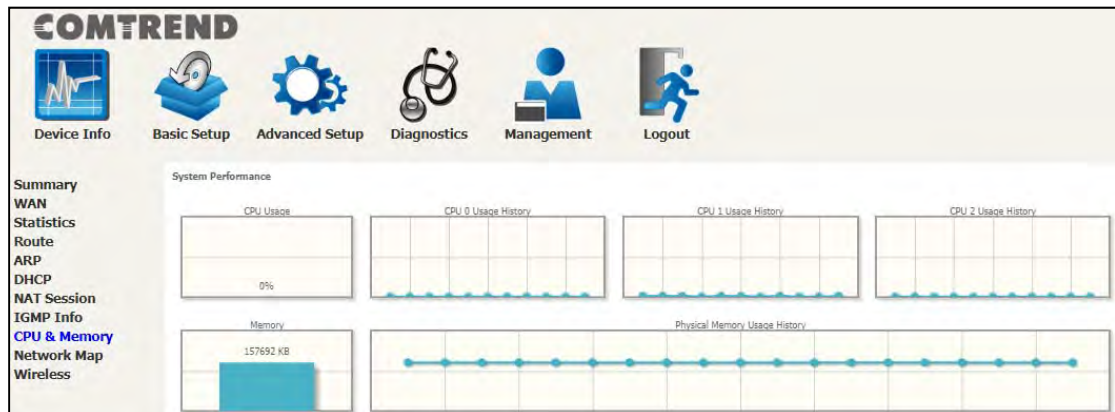 COMTREND
Device Info
Basic Setup
Advanced Setup
Diagnostics
Management
Logout
Summary
WAN
Statistics
Route
ARP
DHCP
NAT Session
IGMP Info
CPU & Memory
Network Map
Wireless
System Performance
CPU Usage
0%
CPU 0 Usage History
CPU 1 Usage History
CPU 2 Usage History
Memory
157692 KB
Physical Memory Usage History